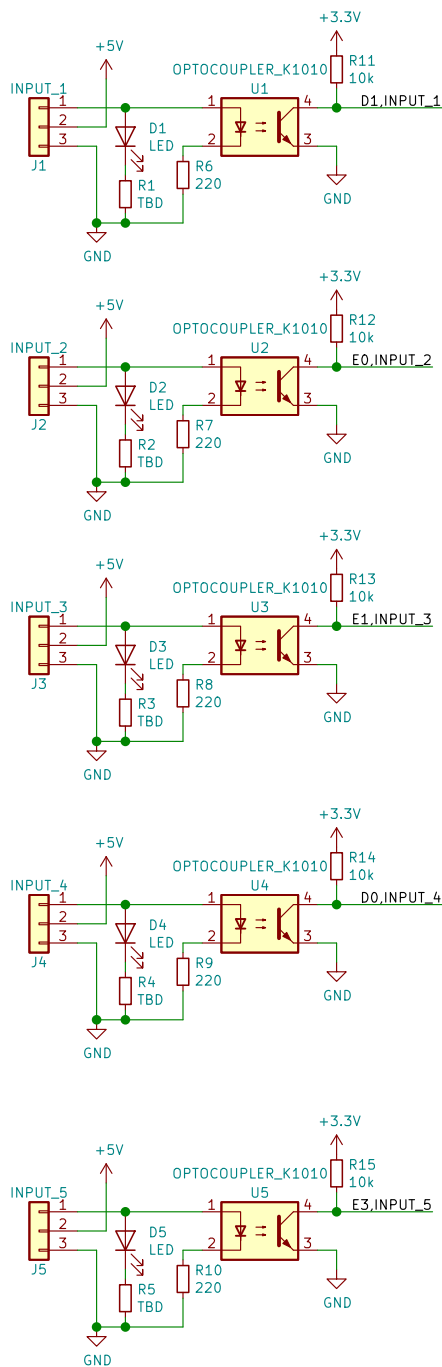 +3.3V
+5V
R11
10k
OPTOCOUPLER_K1010
U1
INPUT_1
1
2
3
J1
D1
LED
R1
TBD
R6
220
1
2
4
3
D1,INPUT_1
GND
GND
+3.3V
+5V
R12
10k
OPTOCOUPLER_K1010
U2
INPUT_2
1
2
3
J2
D2
LED
R2
TBD
R7
220
1
2
4
3
E0,INPUT_2
GND
GND
+3.3V
+5V
R13
10k
OPTOCOUPLER_K1010
U3
INPUT_3
1
2
3
J3
D3
LED
R3
TBD
R8
220
1
2
4
3
E1,INPUT_3
GND
GND
+3.3V
+5V
R14
10k
OPTOCOUPLER_K1010
U4
INPUT_4
1
2
3
J4
D4
LED
R4
TBD
R9
220
1
2
4
3
D0,INPUT_4
GND
GND
+3.3V
+5V
R15
10k
OPTOCOUPLER_K1010
U5
INPUT_5
1
2
3
J5
D5
LED
R5
TBD
R10
220
1
2
4
3
E3,INPUT_5
GND
GND